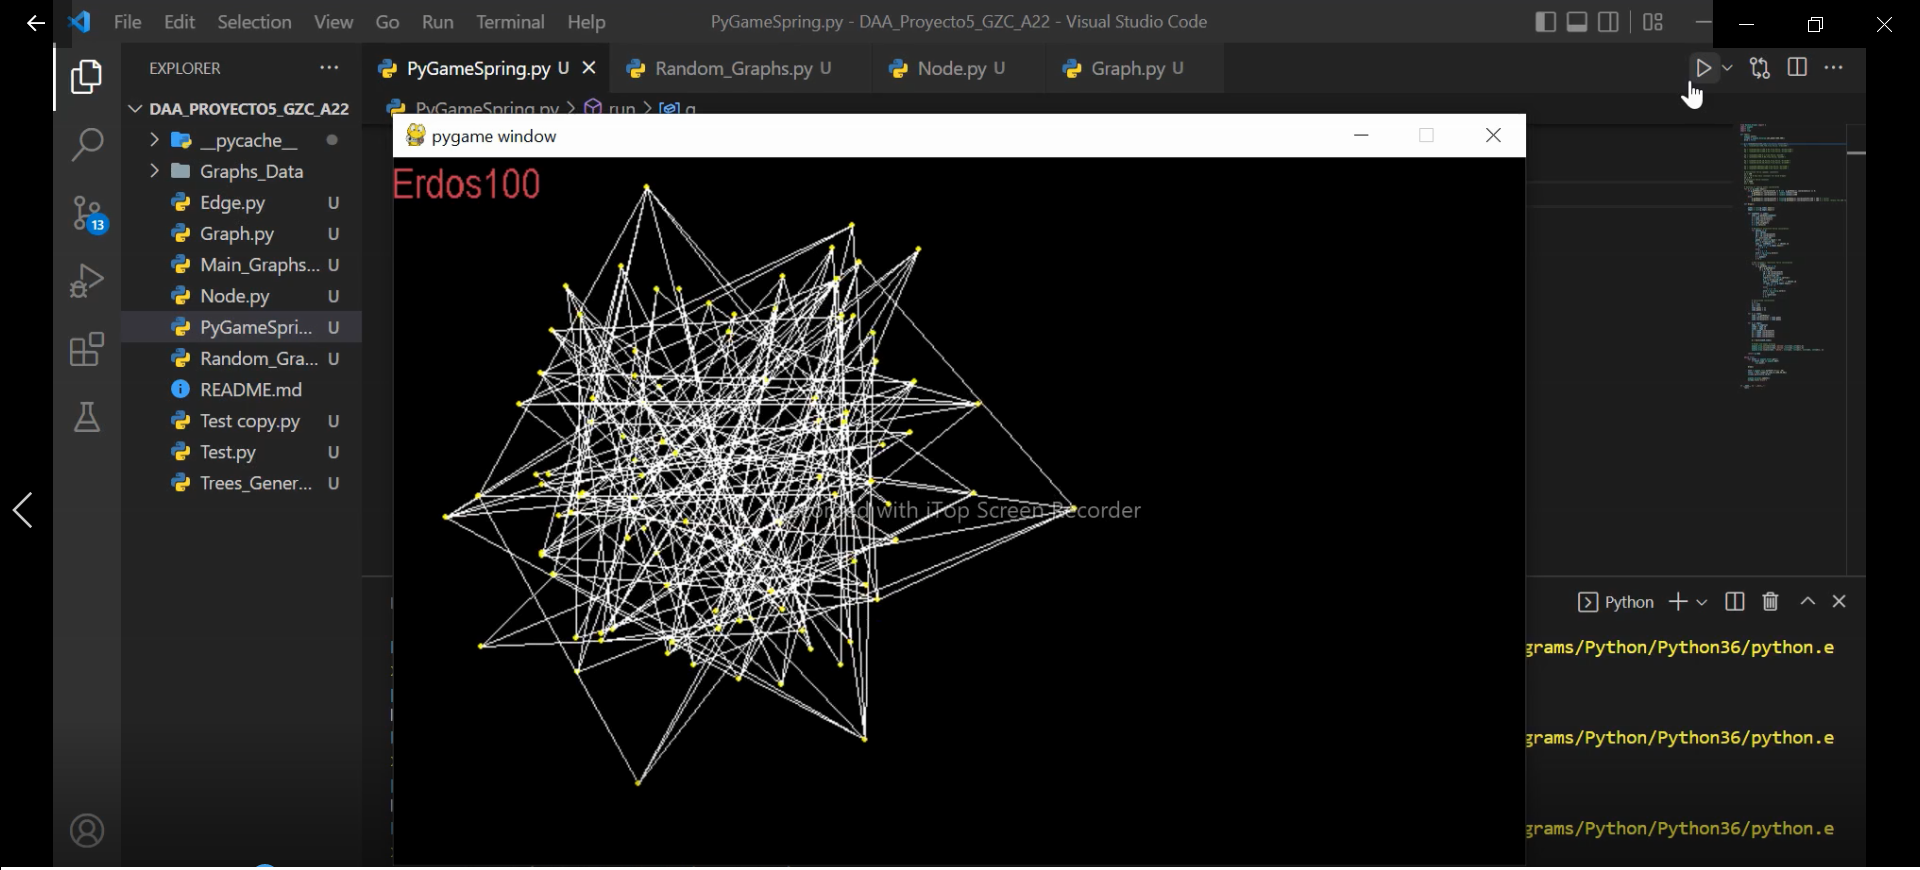 File Edit Selection View Go Run Terminal Help
PyGameSpring.py - DAA_Proyecto5_GZC_A22 - Visual Studio Code
EXPLORER
PyGameSpring.py U
Random_Graphs.py U
Node.py U
Graph.py U
DAA_PROYECTO5_GZC_A22
PyGameSpring.py > run >
__pycache__
pygame window
Graphs_Data
Erdos100
Edge.py U
13
Graph.py U
Main_Graphs... U
Node.py U
PyGameSpri... U
Random_Gra... U
README.md
Test copy.py U
Test.py U
Trees_Gener... U
Recorded with iTop Screen Recorder
Python
grams/Python/Python36/python.e
grams/Python/Python36/python.e
grams/Python/Python36/python.e